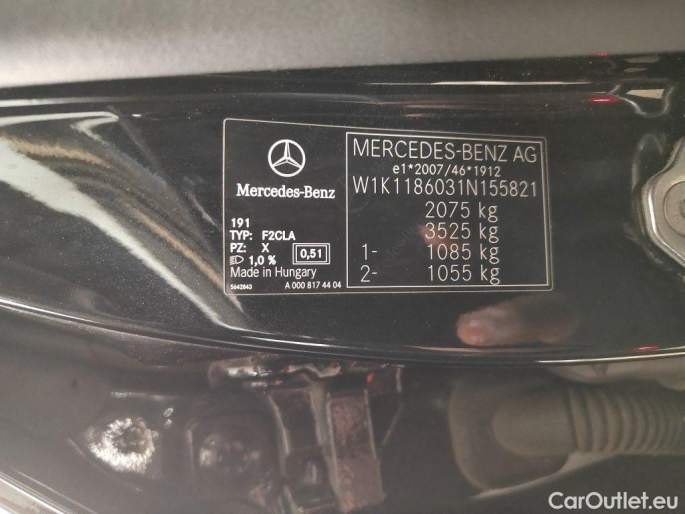 Mercedes-Benz
191
TYP: F2CLA
PZ: X
1,0 % 0,51
Made in Hungary
5642843 A 000 817 44 04
MERCEDES-BENZ AG
e1*2007/46*1912
W1K1186031N155821
2075 kg
3525 kg
1- 1085 kg
2- 1055 kg
CarOutlet.eu